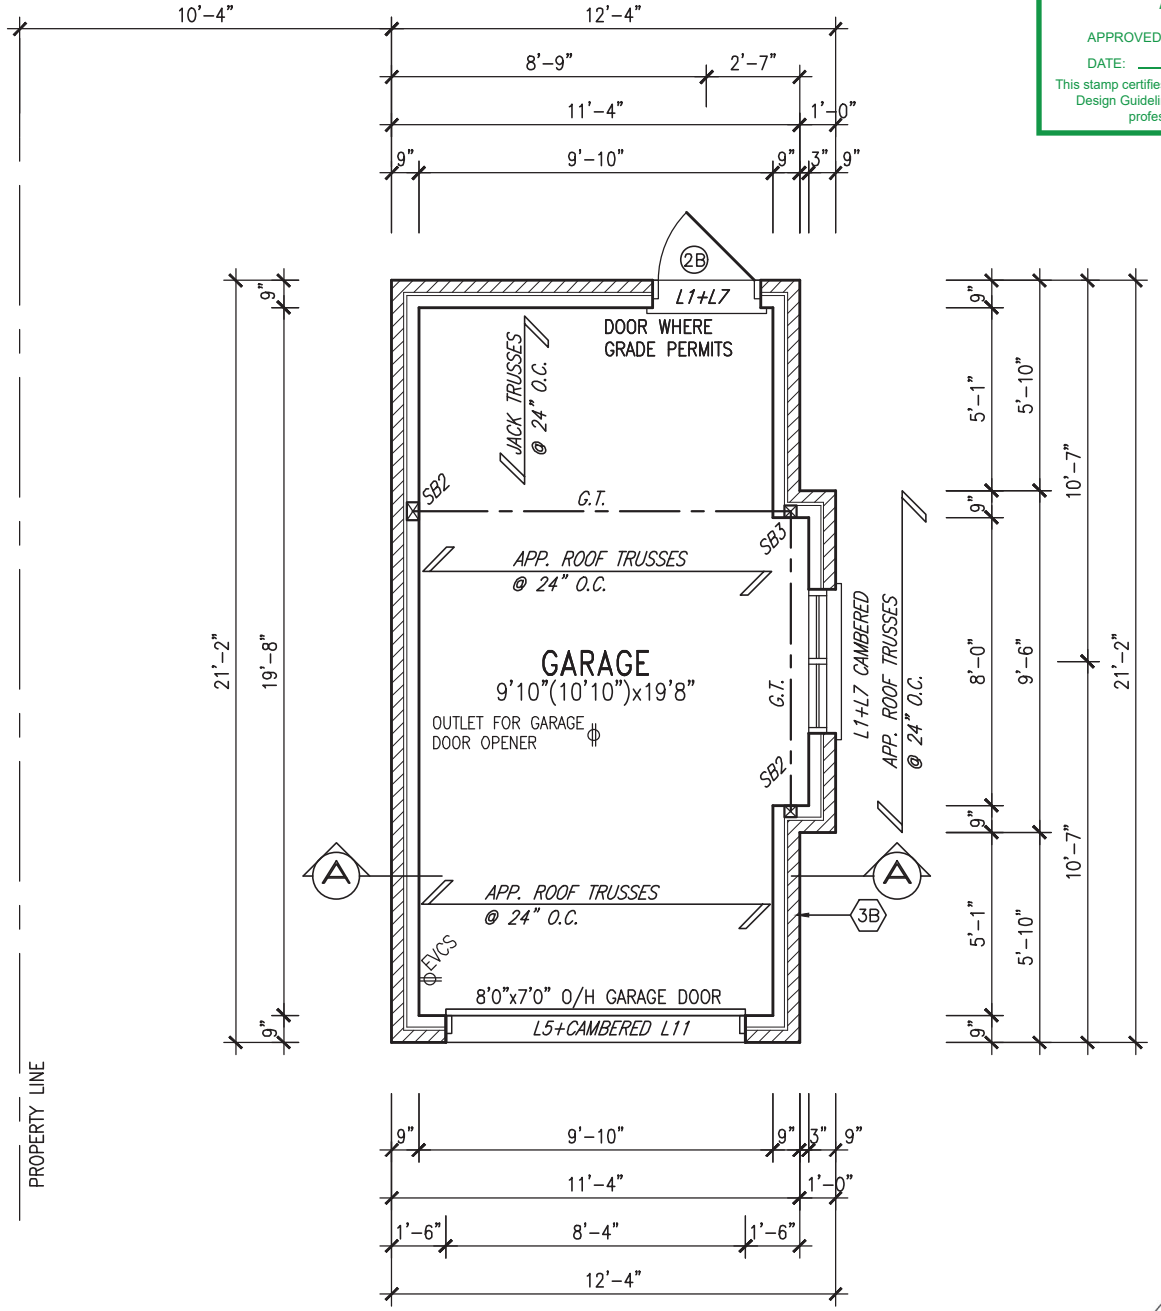 10'-4"
12'-4"
8'-9"
2'-7"
11'-4"
1'-0"
9"
9'-10"
9"
3"
9"
APPROVED
DATE:
This stamp certifie
Design Guideli
profes
2B
L1+L7
DOOR WHERE
GRADE PERMITS
JACK TRUSSES
@ 24" O.C.
9"
9"
5'-1"
5'-10"
10'-7"
SB2
G.T.
SB3
9"
APP. ROOF TRUSSES
@ 24" O.C.
GARAGE
9'10"(10'10")x19'8"
OUTLET FOR GARAGE
DOOR OPENER
G.T.
SB2
L1+L7 CAMBERED
APP. ROOF TRUSSES
@ 24" O.C.
21'-2"
19'-8"
8'-0"
9'-6"
21'-2"
9"
10'-7"
A
A
APP. ROOF TRUSSES
@ 24" O.C.
3B
EVCS
5'-1"
5'-10"
8'0"x7'0" O/H GARAGE DOOR
L5+CAMBERED L11
9"
9"
PROPERTY LINE
9"
9'-10"
9"
3"
9"
11'-4"
1'-0"
1'-6"
8'-4"
1'-6"
12'-4"